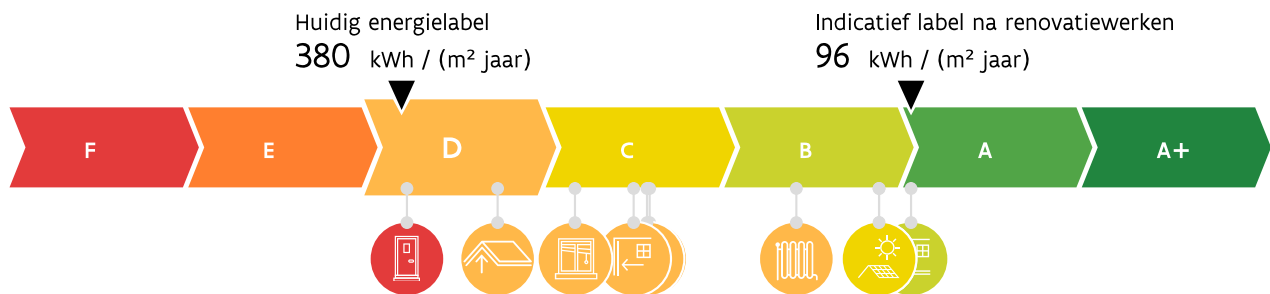 Huidig energielabel
380 kWh / (m² jaar)
Indicatief label na renovatiewerken
96 kWh / (m² jaar)
F
E
D
C
B
A
A+